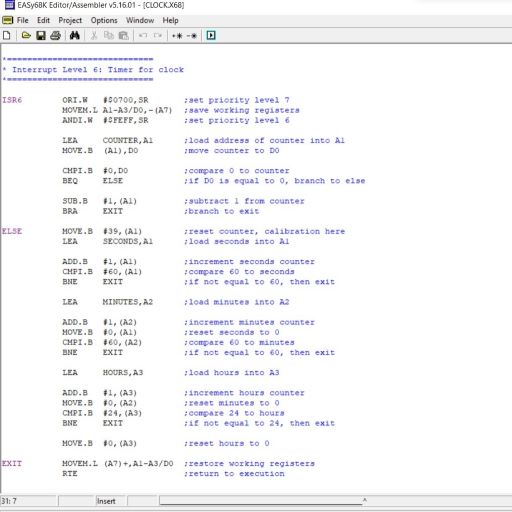 EASy68K Editor/Assembler v5.16.01 - [CLOCK.X68]
File Edit Project Options Window Help
*=============================
* Interrupt Level 6: Timer for clock
*=============================
ISR6 ORI.W #$0700,SR ;set priority level 7
MOVEM.L A1-A3/D0,-(A7) ;save working registers
ANDI.W #$FEFF,SR ;set priority level 6
LEA COUNTER,A1 ;load address of counter into A1
MOVE.B (A1),D0 ;move counter to D0
CMPI.B #0,D0 ;compare 0 to counter
BEQ ELSE ;if D0 is equal to 0, branch to else
SUB.B #1,(A1) ;subtract 1 from counter
BRA EXIT ;branch to exit
ELSE MOVE.B #39,(A1) ;reset counter, calibration here
LEA SECONDS,A1 ;load seconds into A1
ADD.B #1,(A1) ;increment seconds counter
CMPI.B #60,(A1) ;compare 60 to seconds
BNE EXIT ;if not equal to 60, then exit
LEA MINUTES,A2 ;load minutes into A2
ADD.B #1,(A2) ;increment minutes counter
MOVE.B #0,(A1) ;reset seconds to 0
CMPI.B #60,(A2) ;compare 60 to minutes
BNE EXIT ;if not equal to 60, then exit
LEA HOURS,A3 ;load hours into A3
ADD.B #1,(A3) ;increment hours counter
MOVE.B #0,(A2) ;reset minutes to 0
CMPI.B #24,(A3) ;compare 24 to hours
BNE EXIT ;if not equal to 24, then exit
MOVE.B #0,(A3) ;reset hours to 0
EXIT MOVEM.L (A7)+,A1-A3/D0 ;restore working registers
RTE ;return to execution
31: 7 Insert